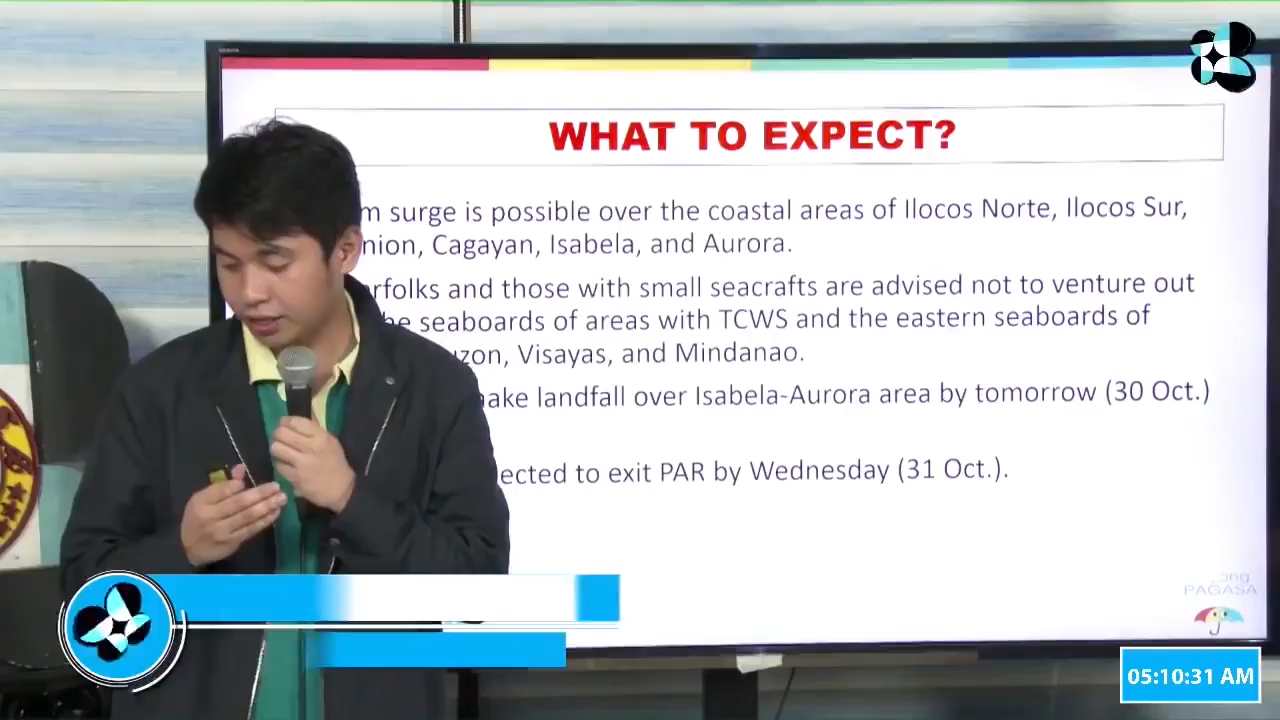 WHAT TO EXPECT?
m surge is possible over the coastal areas of Ilocos Norte, Ilocos Sur,
nion, Cagayan, Isabela, and Aurora.
rfolks and those with small seacrafts are advised not to venture out
he seaboards of areas with TCWS and the eastern seaboards of
zon, Visayas, and Mindanao.
ake landfall over Isabela-Aurora area by tomorrow (30 Oct.)
ected to exit PAR by Wednesday (31 Oct.).
PAGASA
05:10:31 AM